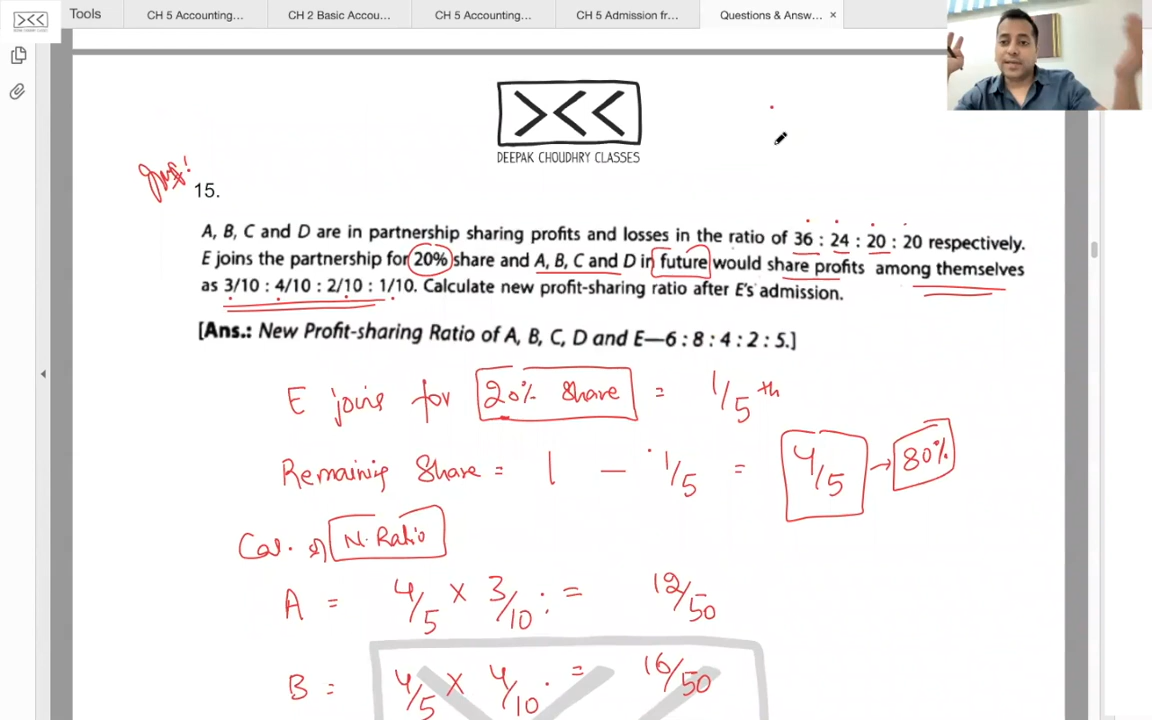 Tools
CH 5 Accounting...
CH 2 Basic Accou...
CH 5 Accounting...
CH 5 Admission fr...
Questions & Answ...
DEEPAK CHOUDHRY CLASSES
15.
A, B, C and D are in partnership sharing profits and losses in the ratio of 36 : 24 : 20 : 20 respectively.
E joins the partnership for 20% share and A, B, C and D in future would share profits among themselves
as 3/10 : 4/10 : 2/10 : 1/10. Calculate new profit-sharing ratio after E's admission.
[Ans.: New Profit-sharing Ratio of A, B, C, D and E—6 : 8 : 4 : 2 : 5.]
E joins for 20% Share = 1/5 th
Remaining Share = 1 — 1/5 = 4/5 → 80%
Cal. of N. Ratio
A = 4/5 x 3/10 = 12/50
B = 4/5 x 4/10 = 16/50